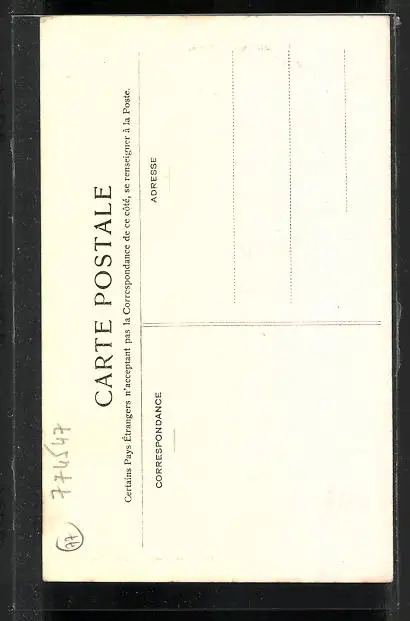 CARTE POSTALE
Certains Pays Étrangers n'acceptant pas la Correspondance de ce côté, se renseigner à la Poste.
CORRESPONDANCE
ADRESSE
77
774547